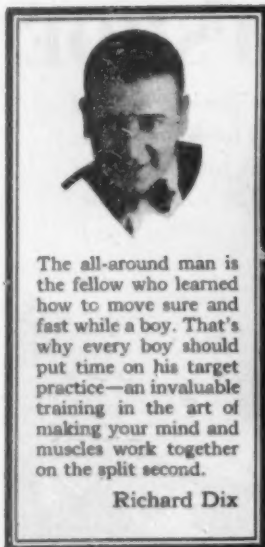 The all-around man is
the fellow who learned
how to move sure and
fast while a boy. That's
why every boy should
put time on his target
practice—an invaluable
training in the art of
making your mind and
muscles work together
on the split second.
Richard Dix